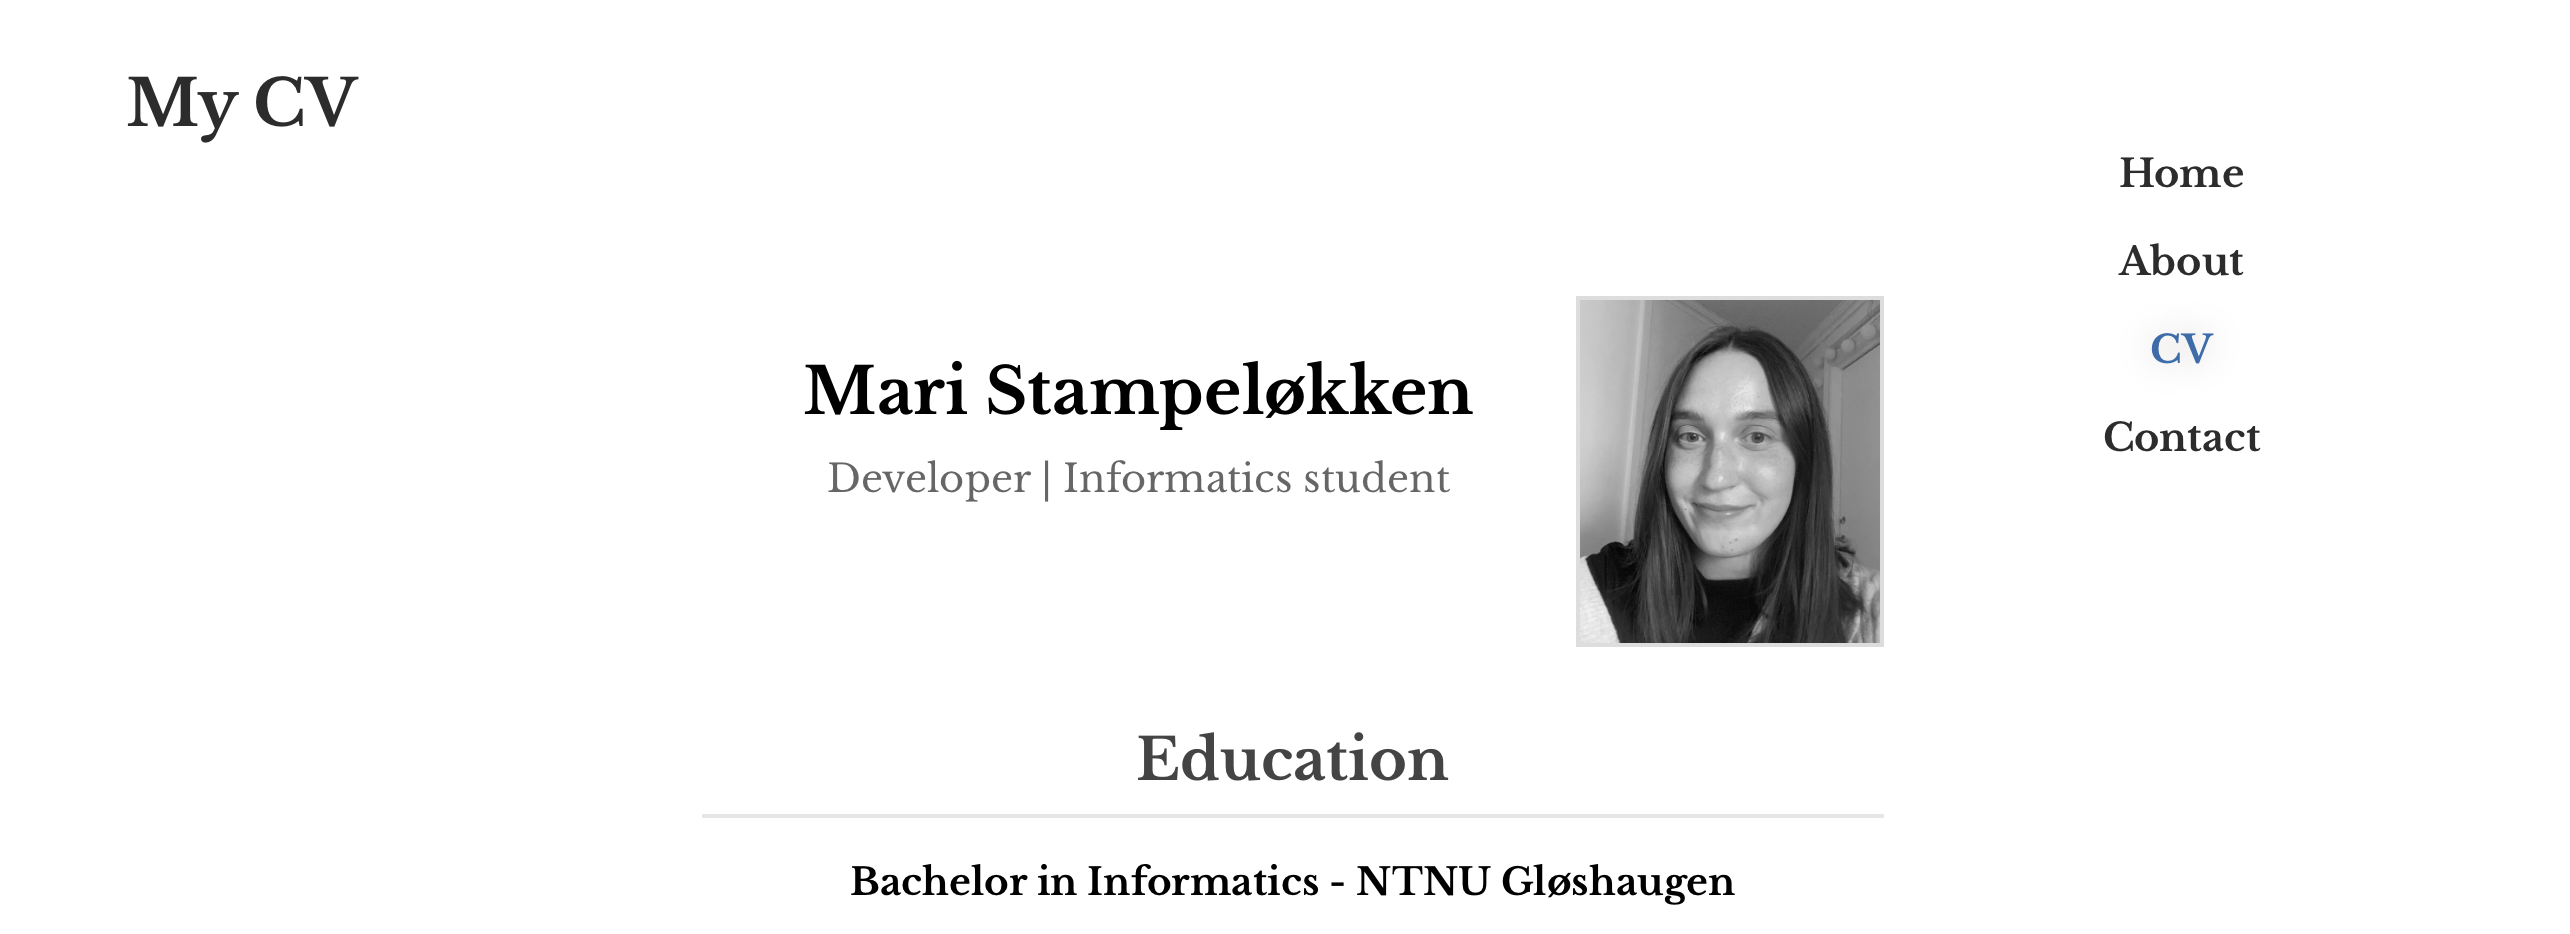 My CV
Home
About
CV
Contact
Mari Stampeløkken
Developer | Informatics student
Education
Bachelor in Informatics - NTNU Gløshaugen